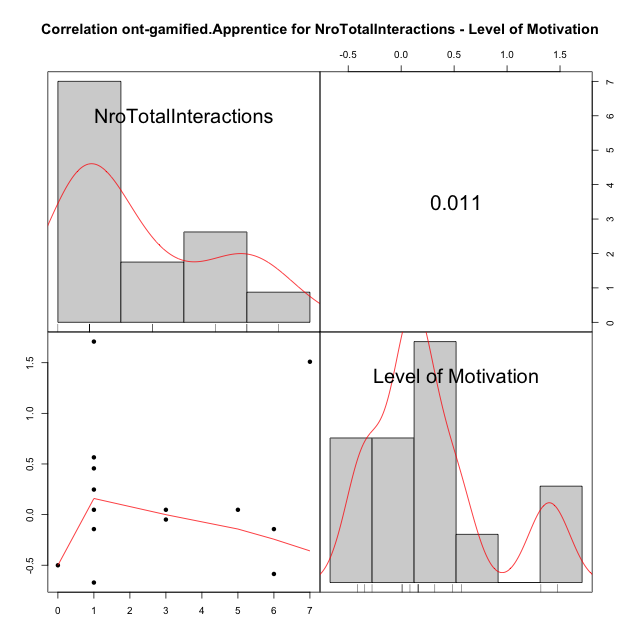 Correlation ont-gamified.Apprentice for NroTotalInteractions - Level of Motivation
-0.5 0.0 0.5 1.0 1.5
NroTotalInteractions
0.011
7
6
5
4
3
2
1
0
Level of Motivation
1.5
1.0
0.5
0.0
-0.5
0 1 2 3 4 5 6 7